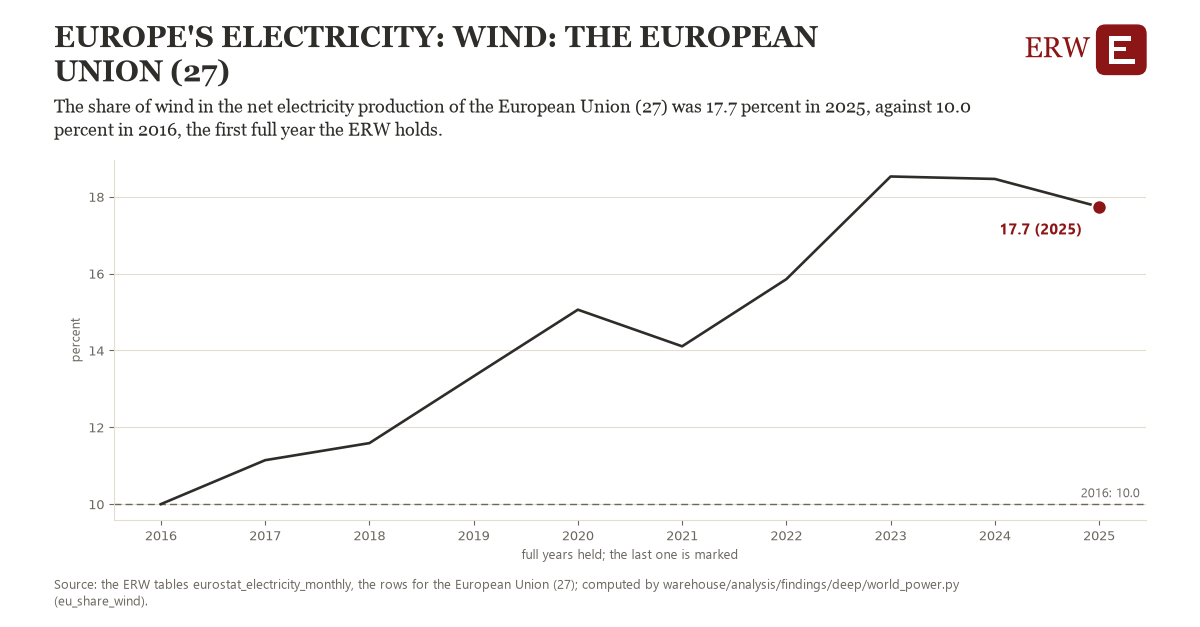 EUROPE'S ELECTRICITY: WIND: THE EUROPEAN
UNION (27)
ERW E
The share of wind in the net electricity production of the European Union (27) was 17.7 percent in 2025, against 10.0
percent in 2016, the first full year the ERW holds.
18
16
14
12
10
percent
17.7 (2025)
2016: 10.0
2016 2017 2018 2019 2020 2021 2022 2023 2024 2025
full years held; the last one is marked
Source: the ERW tables eurostat_electricity_monthly, the rows for the European Union (27); computed by warehouse/analysis/findings/deep/world_power.py
(eu_share_wind).